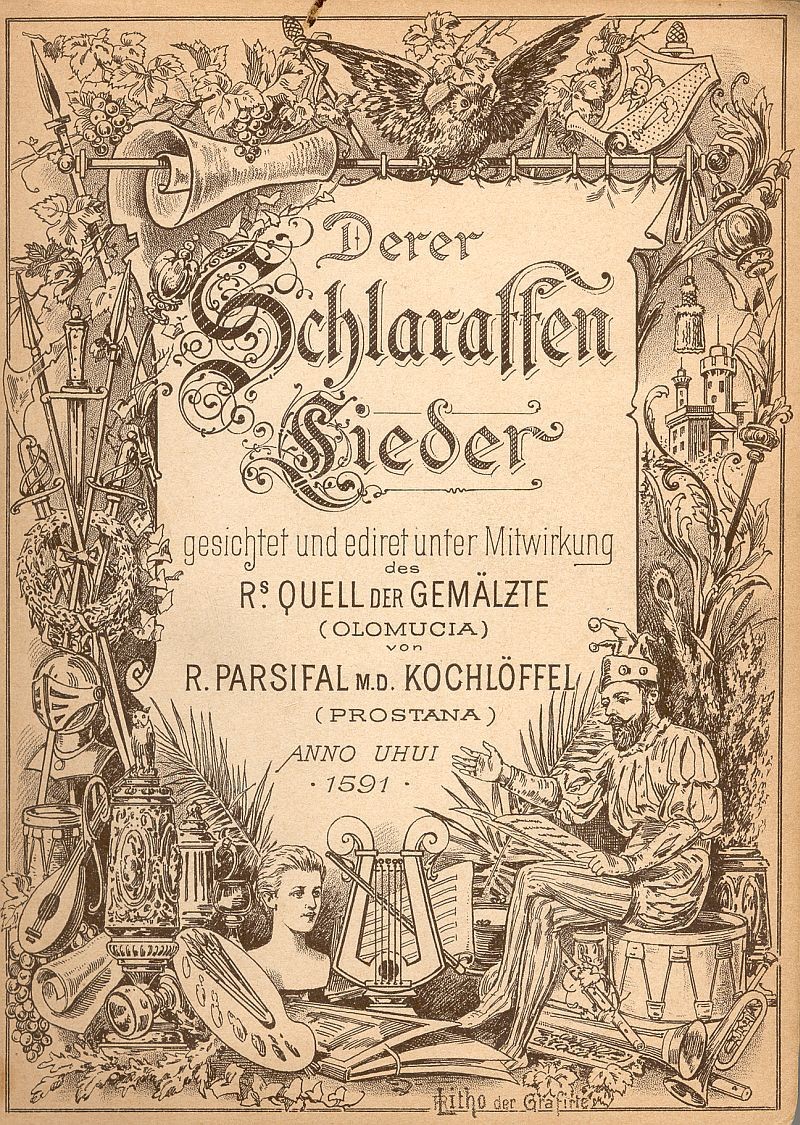 Derer
Schlaraffen
Lieder
gesichtet und ediret unter Mitwirkung
des
Rs. QUELL DER GEMÄLZTE
(OLOMUCIA)
von
R. PARSIFAL M.D. KOCHLÖFFEL
(PROSTANA)
ANNO UHUI
· 1591 ·
Litho der Grafirte